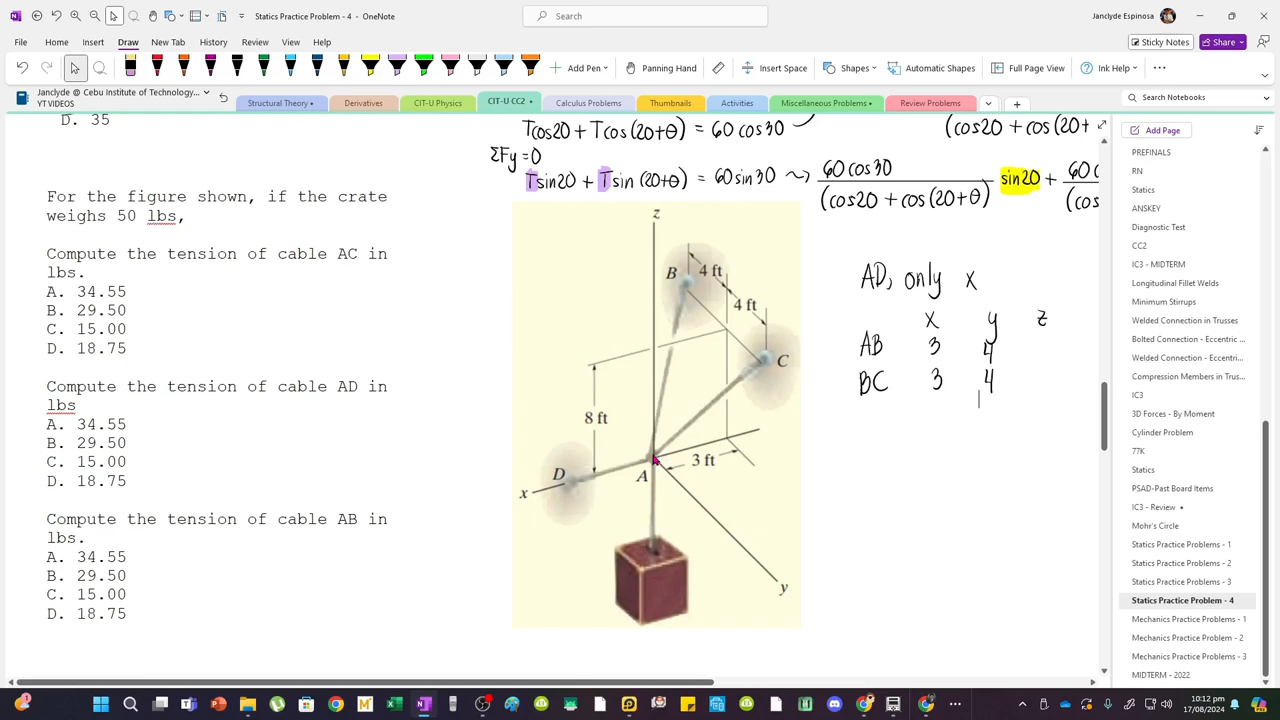 Statics Practice Problem - 4 - OneNote
Search
Janclyde Espinosa
File Home Insert Draw New Tab History Review View Help
Sticky Notes
Share
Add Pen
Panning Hand
Insert Space
Shapes
Automatic Shapes
Full Page View
Ink Help
Janclyde @ Cebu Institute of Technology...
YT VIDEOS
Structural Theory
Derivatives
CIT-U Physics
CIT-U CC2
Calculus Problems
Thumbnails
Activities
Miscellaneous Problems
Review Problems
Search Notebooks
D. 35
For the figure shown, if the crate
weighs 50 lbs,
Compute the tension of cable AC in
lbs.
A. 34.55
B. 29.50
C. 15.00
D. 18.75
Compute the tension of cable AD in
lbs
A. 34.55
B. 29.50
C. 15.00
D. 18.75
Compute the tension of cable AB in
lbs.
A. 34.55
B. 29.50
C. 15.00
D. 18.75
Tcos20 + Tcos (20+θ) = 60 cos30
(cos20 + cos(20+
ΣFy = 0
Tsin20 + Tsin (20+θ) = 60sin30
60 cos30
(cos20 + cos (20+θ))
sin20 +
60 c
(cos
z
B
4 ft
4 ft
C
8 ft
D
3 ft
x
A
y
AD, only x
x y z
AB 3 4
BC 3 4
Add Page
PREFINALS
RN
Statics
ANSKEY
Diagnostic Test
CC2
IC3 - MIDTERM
Longitudinal Fillet Welds
Minimum Stirrups
Welded Connection in Trusses
Bolted Connection - Eccentric ...
Welded Connection - Eccentric...
Compression Members in Trust...
IC3
3D Forces - By Moment
Cylinder Problem
77K
Statics
PSAD-Past Board Items
IC3 - Review
Mohr's Circle
Statics Practice Problems - 1
Statics Practice Problems - 2
Statics Practice Problems - 3
Statics Practice Problem - 4
Mechanics Practice Problems - 1
Mechanics Practice Problem - 2
Mechanics Practice Problem - 3
MIDTERM - 2022
10:12 pm
17/08/2024